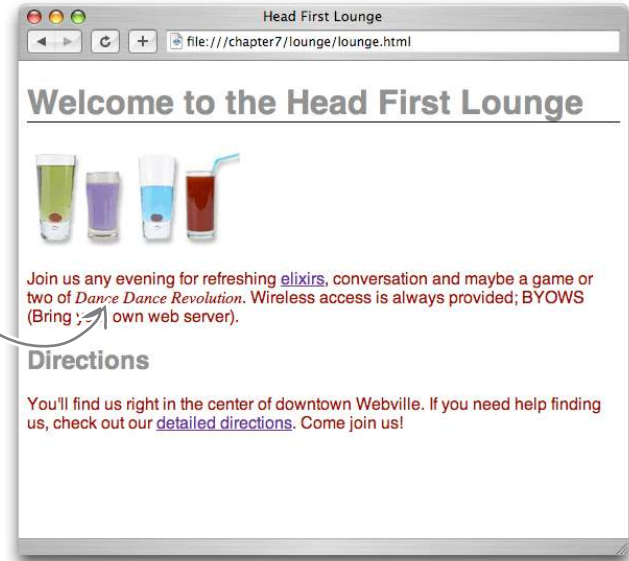 Head First Lounge
file:///chapter7/lounge/lounge.html
Welcome to the Head First Lounge
Join us any evening for refreshing elixirs, conversation and maybe a game or
two of Dance Dance Revolution. Wireless access is always provided; BYOWS
(Bring own web server).
Directions
You'll find us right in the center of downtown Webville. If you need help finding
us, check out our detailed directions. Come join us!